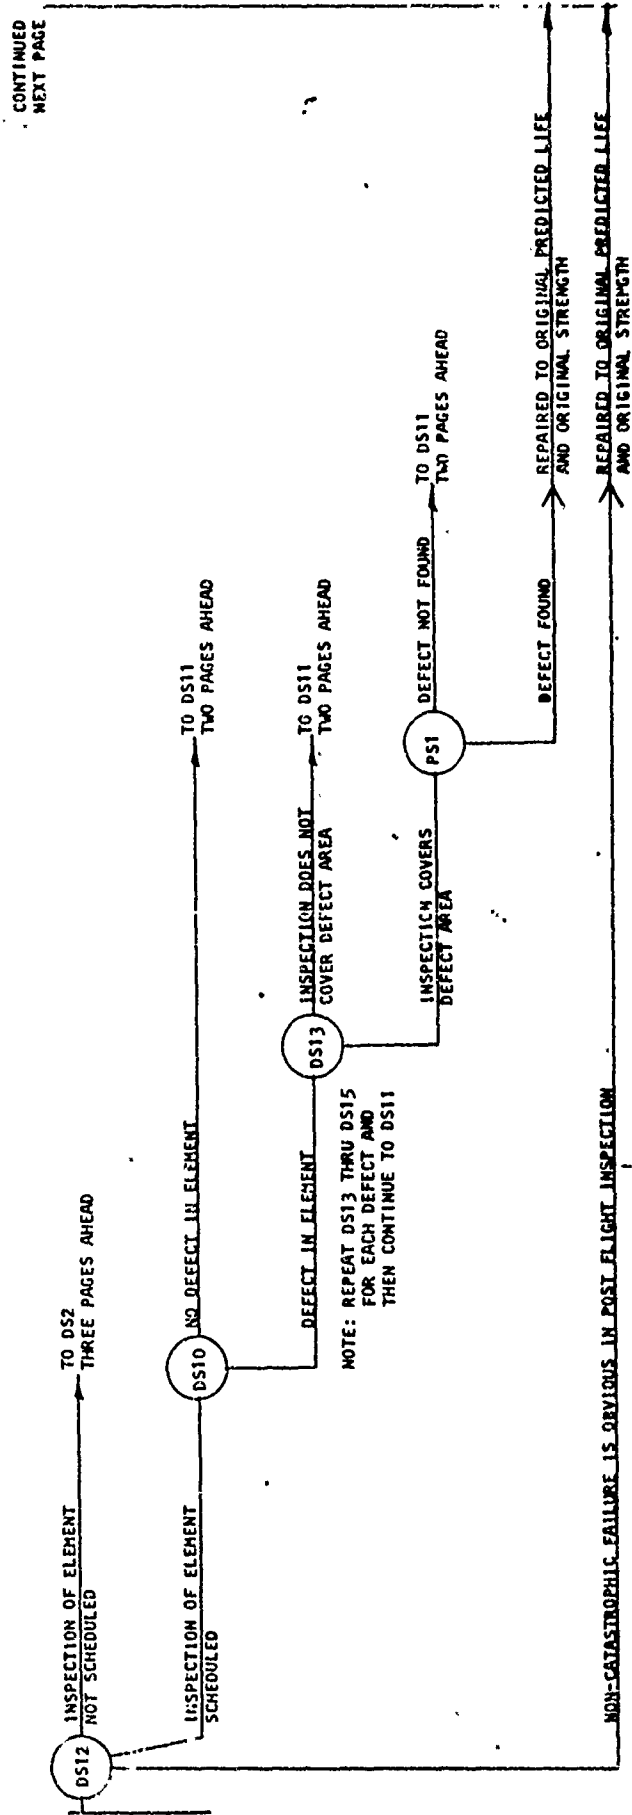 CONTINUED
NEXT PAGE
DS12
INSPECTION OF ELEMENT
NOT SCHEDULED
TO DS2
THREE PAGES AHEAD
INSPECTION OF ELEMENT
SCHEDULED
DS10
NO DEFECT IN ELEMENT
TO DS11
TWO PAGES AHEAD
DEFECT IN ELEMENT
NOTE: REPEAT DS13 THRU DS15
FOR EACH DEFECT AND
THEN CONTINUE TO DS11
DS13
INSPECTION DOES NOT
COVER DEFECT AREA
TO DS11
TWO PAGES AHEAD
INSPECTION COVERS
DEFECT AREA
PS1
DEFECT NOT FOUND
TO DS11
TWO PAGES AHEAD
DEFECT FOUND
REPAIRED TO ORIGINAL PREDICTED LIFE
AND ORIGINAL STRENGTH
NON-CATASTROPHIC FAILURE IS OBVIOUS IN POST FLIGHT INSPECTION
REPAIRED TO ORIGINAL PREDICTED LIFE
AND ORIGINAL STRENGTH